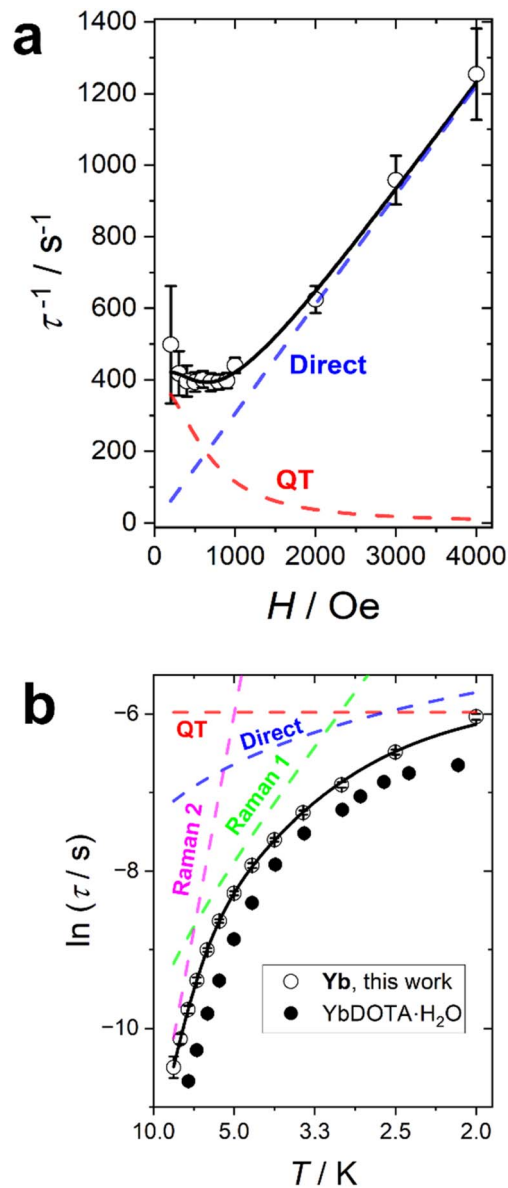 a
1400
1200
1000
800
600
400
200
0
τ⁻¹ / s⁻¹
Direct
QT
0
1000
2000
3000
4000
H / Oe
b
-6
-8
-10
ln (τ / s)
QT
Direct
Raman 1
Raman 2
Yb, this work
YbDOTA·H₂O
10.0
5.0
3.3
2.5
2.0
T / K